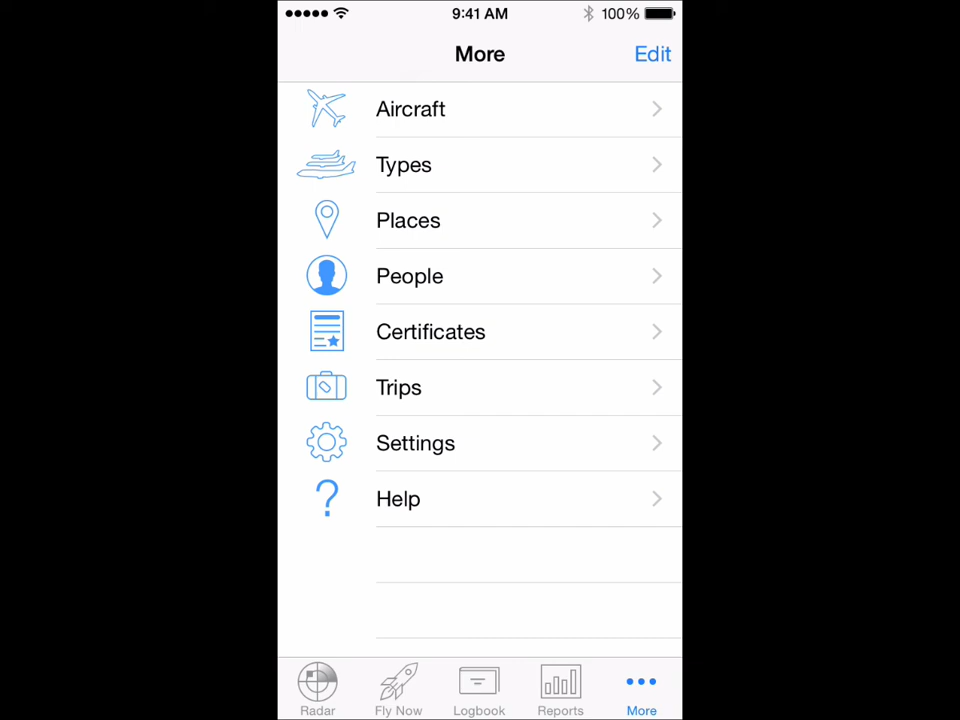 9:41 AM 100%
More Edit
Aircraft
Types
Places
People
Certificates
Trips
Settings
Help
Radar Fly Now Logbook Reports More